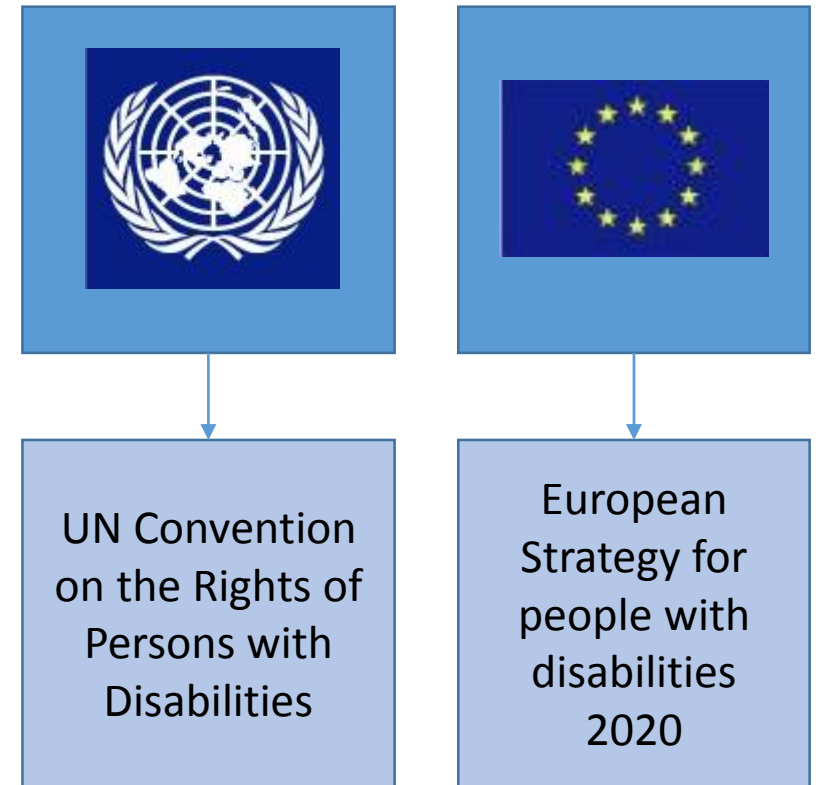 UN Convention
on the Rights of
Persons with
Disabilities
European
Strategy for
people with
disabilities
2020